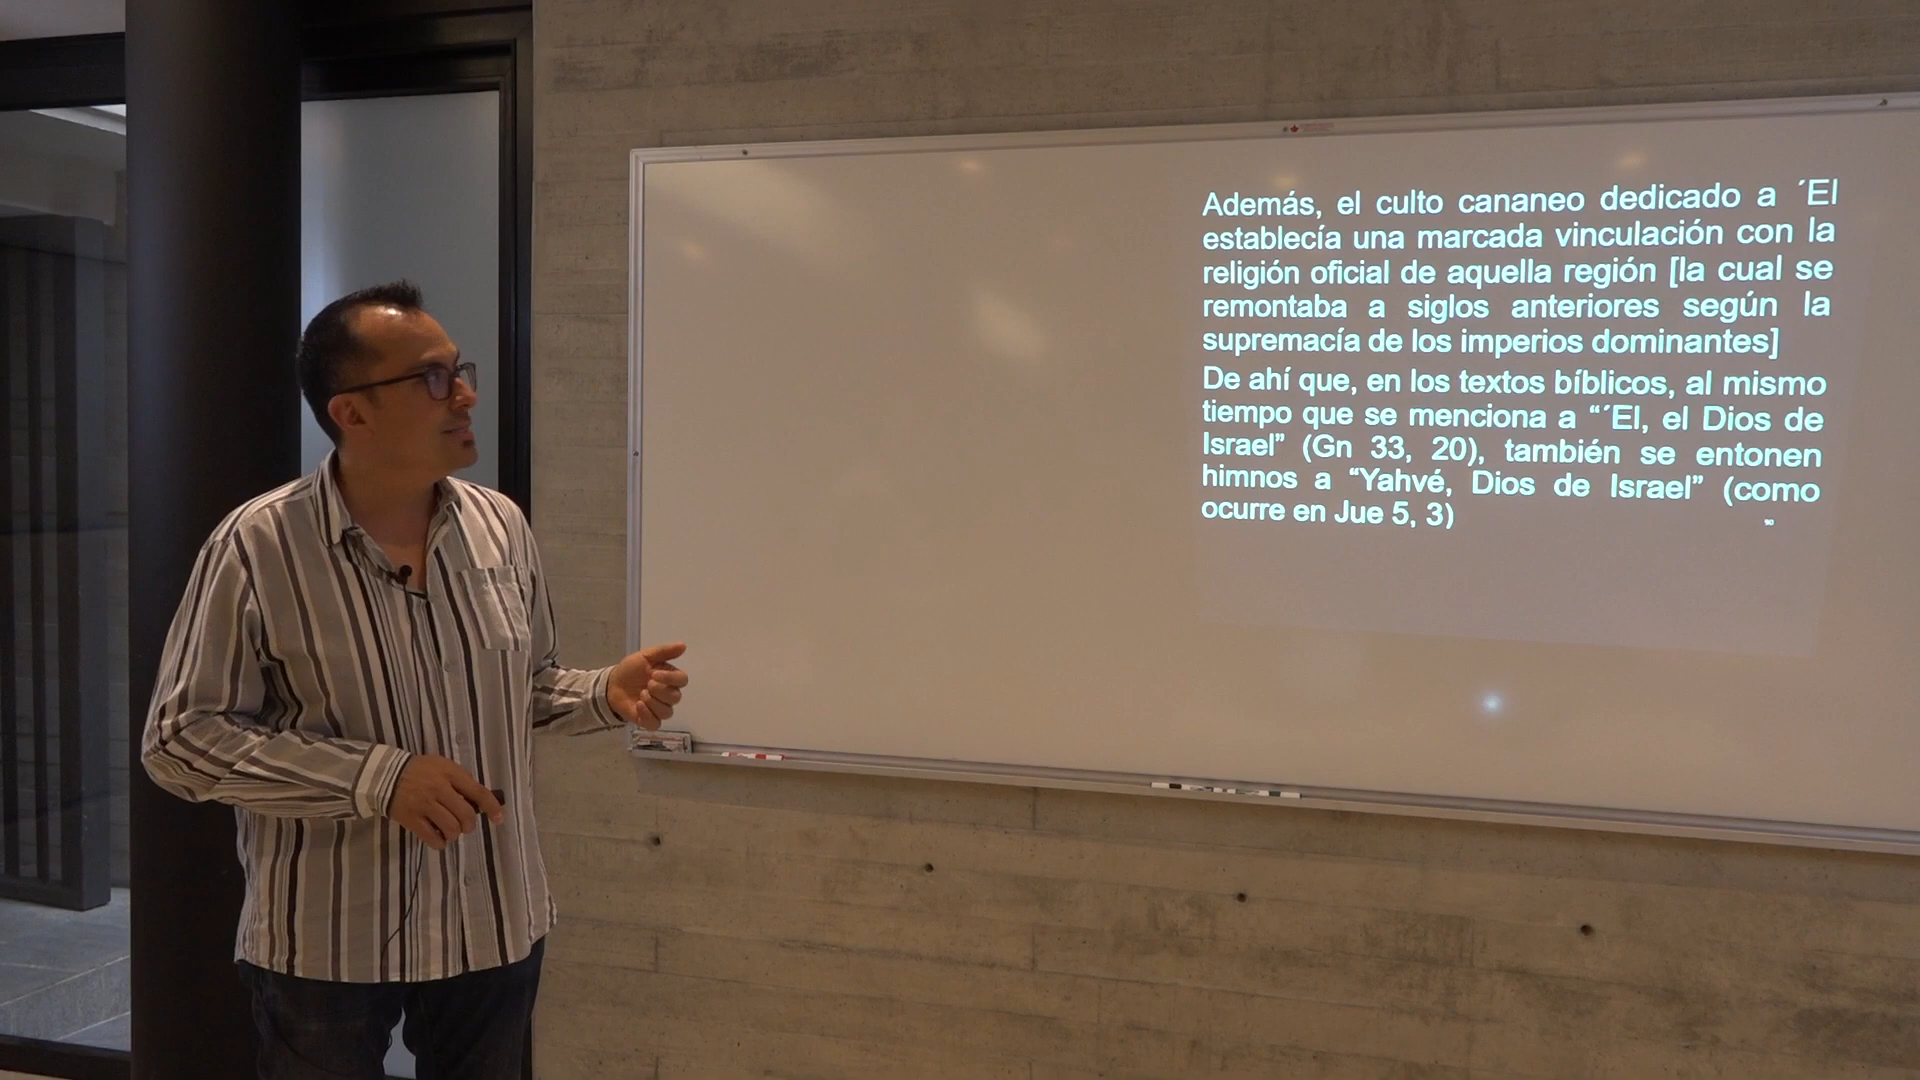 Además, el culto cananeo dedicado a ´El
establecía una marcada vinculación con la
religión oficial de aquella región [la cual se
remontaba a siglos anteriores según la
supremacía de los imperios dominantes]
De ahí que, en los textos bíblicos, al mismo
tiempo que se menciona a “´El, el Dios de
Israel” (Gn 33, 20), también se entonen
himnos a “Yahvé, Dios de Israel” (como
ocurre en Jue 5, 3)